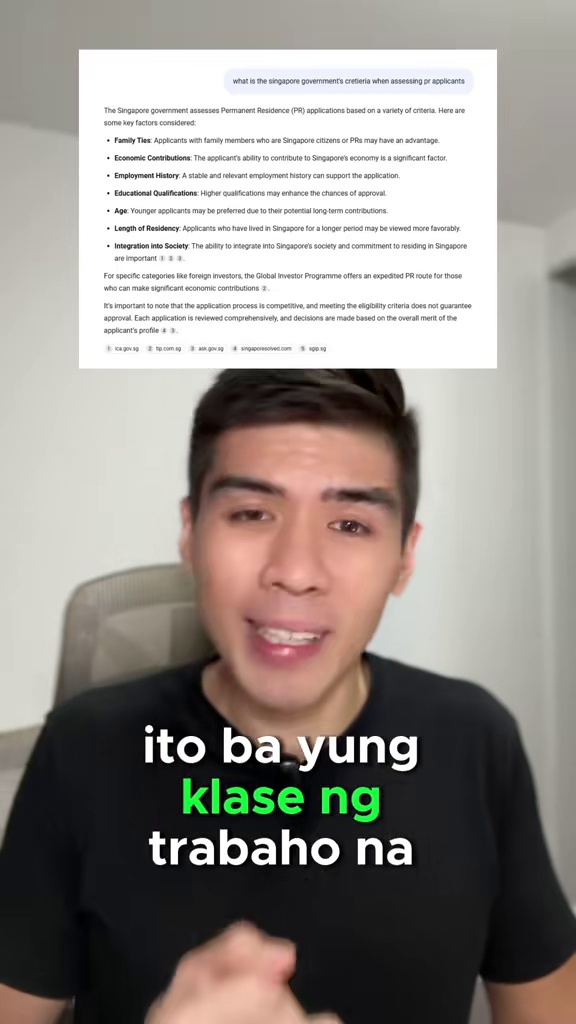 what is the singapore government's cretieria when assessing pr applicants
The Singapore government assesses Permanent Residence (PR) applications based on a variety of criteria. Here are
some key factors considered:
• Family Ties: Applicants with family members who are Singapore citizens or PRs may have an advantage.
• Economic Contributions: The applicant's ability to contribute to Singapore's economy is a significant factor.
• Employment History: A stable and relevant employment history can support the application.
• Educational Qualifications: Higher qualifications may enhance the chances of approval.
• Age: Younger applicants may be preferred due to their potential long-term contributions.
• Length of Residency: Applicants who have lived in Singapore for a longer period may be viewed more favorably.
• Integration into Society: The ability to integrate into Singapore's society and commitment to residing in Singapore
are important 1 2 3.
For specific categories like foreign investors, the Global Investor Programme offers an expedited PR route for those
who can make significant economic contributions 2.
It's important to note that the application process is competitive, and meeting the eligibility criteria does not guarantee
approval. Each application is reviewed comprehensively, and decisions are made based on the overall merit of the
applicant's profile 4 3.
1 ica.gov.sg 2 tip.com.sg 3 ask.gov.sg 4 singaporesolved.com 5 sgip.sg
ito ba yung
klase ng
trabaho na